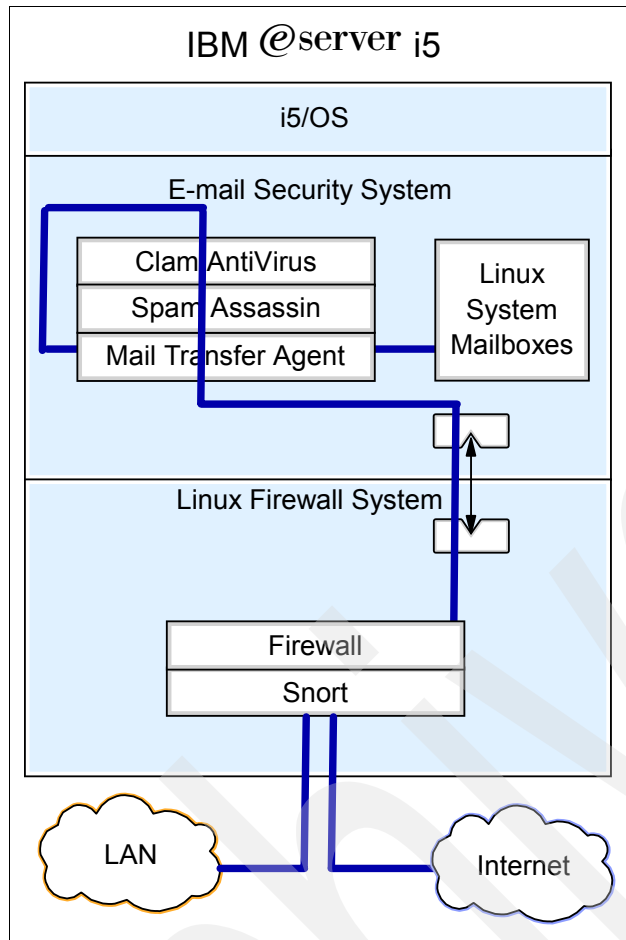 IBM @server i5
i5/OS
E-mail Security System
Clam AntiVirus
Spam Assassin
Mail Transfer Agent
Linux
System
Mailboxes
Linux Firewall System
Firewall
Snort
LAN
Internet